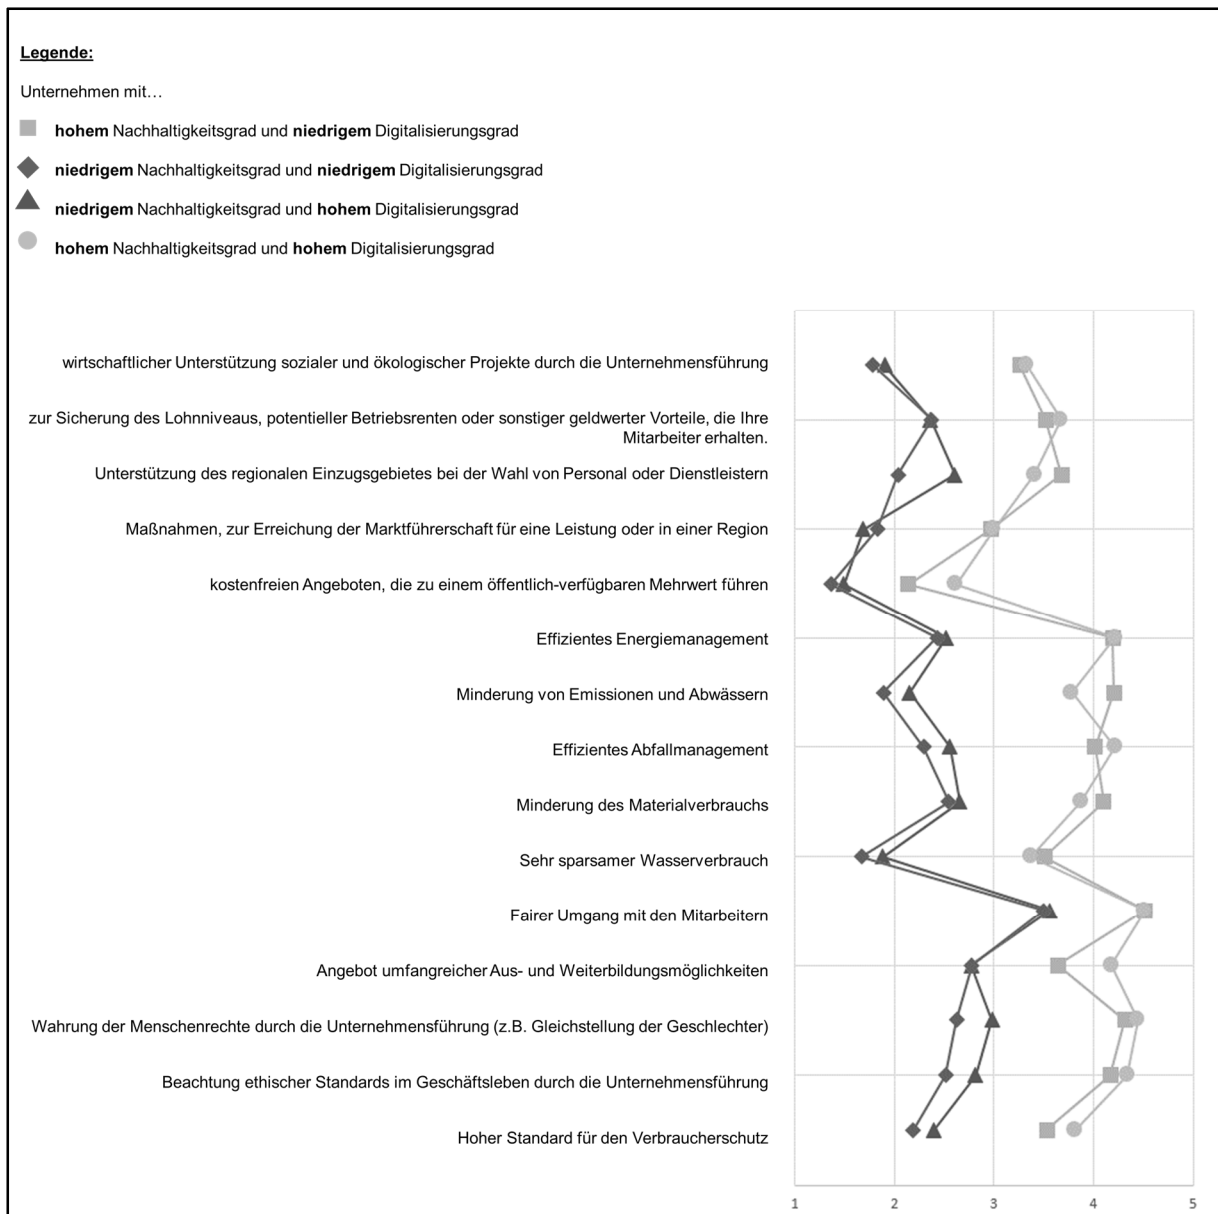 Legende:
Unternehmen mit…
hohem Nachhaltigkeitsgrad und niedrigem Digitalisierungsgrad
niedrigem Nachhaltigkeitsgrad und niedrigem Digitalisierungsgrad
niedrigem Nachhaltigkeitsgrad und hohem Digitalisierungsgrad
hohem Nachhaltigkeitsgrad und hohem Digitalisierungsgrad
wirtschaftlicher Unterstützung sozialer und ökologischer Projekte durch die Unternehmensführung
zur Sicherung des Lohnniveaus, potentieller Betriebsrenten oder sonstiger geldwerter Vorteile, die Ihre
Mitarbeiter erhalten.
Unterstützung des regionalen Einzugsgebietes bei der Wahl von Personal oder Dienstleistern
Maßnahmen, zur Erreichung der Marktführerschaft für eine Leistung oder in einer Region
kostenfreien Angeboten, die zu einem öffentlich-verfügbaren Mehrwert führen
Effizientes Energiemanagement
Minderung von Emissionen und Abwässern
Effizientes Abfallmanagement
Minderung des Materialverbrauchs
Sehr sparsamer Wasserverbrauch
Fairer Umgang mit den Mitarbeitern
Angebot umfangreicher Aus- und Weiterbildungsmöglichkeiten
Wahrung der Menschenrechte durch die Unternehmensführung (z.B. Gleichstellung der Geschlechter)
Beachtung ethischer Standards im Geschäftsleben durch die Unternehmensführung
Hoher Standard für den Verbraucherschutz
1 2 3 4 5